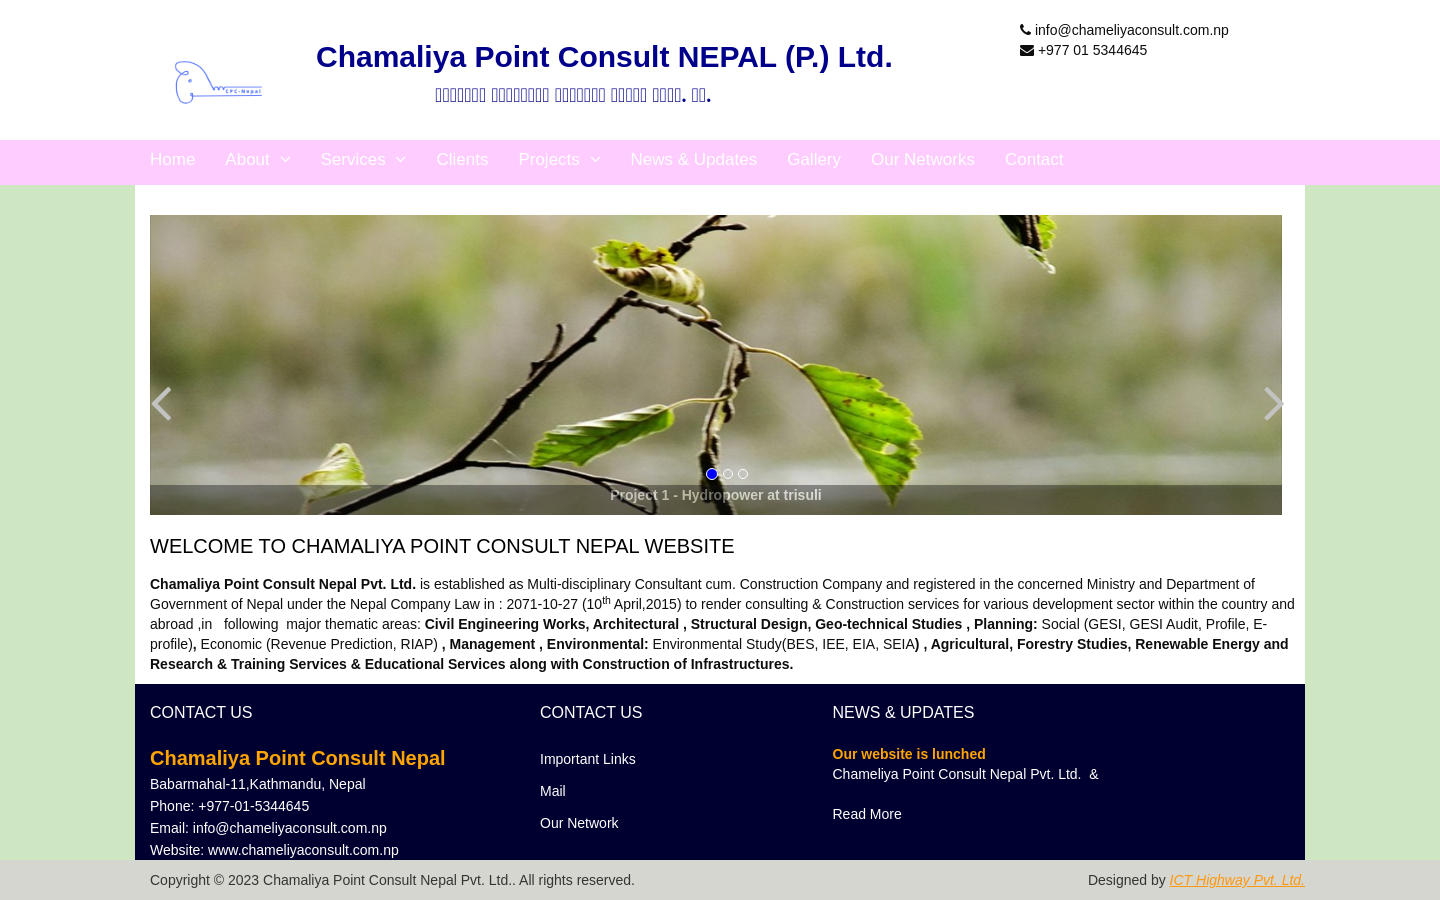 info@chameliyaconsult.com.np
+977 01 5344645
Chamaliya Point Consult NEPAL (P.) Ltd.
CPC-Nepal
Home About Services Clients Projects News & Updates Gallery Our Networks Contact
Project 1 - Hydropower at trisuli
WELCOME TO CHAMALIYA POINT CONSULT NEPAL WEBSITE
Chamaliya Point Consult Nepal Pvt. Ltd. is established as Multi-disciplinary Consultant cum. Construction Company and registered in the concerned Ministry and Department of
Government of Nepal under the Nepal Company Law in : 2071-10-27 (10th April,2015) to render consulting & Construction services for various development sector within the country and
abroad ,in following major thematic areas: Civil Engineering Works, Architectural , Structural Design, Geo-technical Studies , Planning: Social (GESI, GESI Audit, Profile, E-
profile), Economic (Revenue Prediction, RIAP) , Management , Environmental: Environmental Study(BES, IEE, EIA, SEIA) , Agricultural, Forestry Studies, Renewable Energy and
Research & Training Services & Educational Services along with Construction of Infrastructures.
CONTACT US
Chamaliya Point Consult Nepal
Babarmahal-11,Kathmandu, Nepal
Phone: +977-01-5344645
Email: info@chameliyaconsult.com.np
Website: www.chameliyaconsult.com.np
CONTACT US
Important Links
Mail
Our Network
NEWS & UPDATES
Our website is lunched
Chameliya Point Consult Nepal Pvt. Ltd. &
Read More
Copyright © 2023 Chamaliya Point Consult Nepal Pvt. Ltd.. All rights reserved.
Designed by ICT Highway Pvt. Ltd.